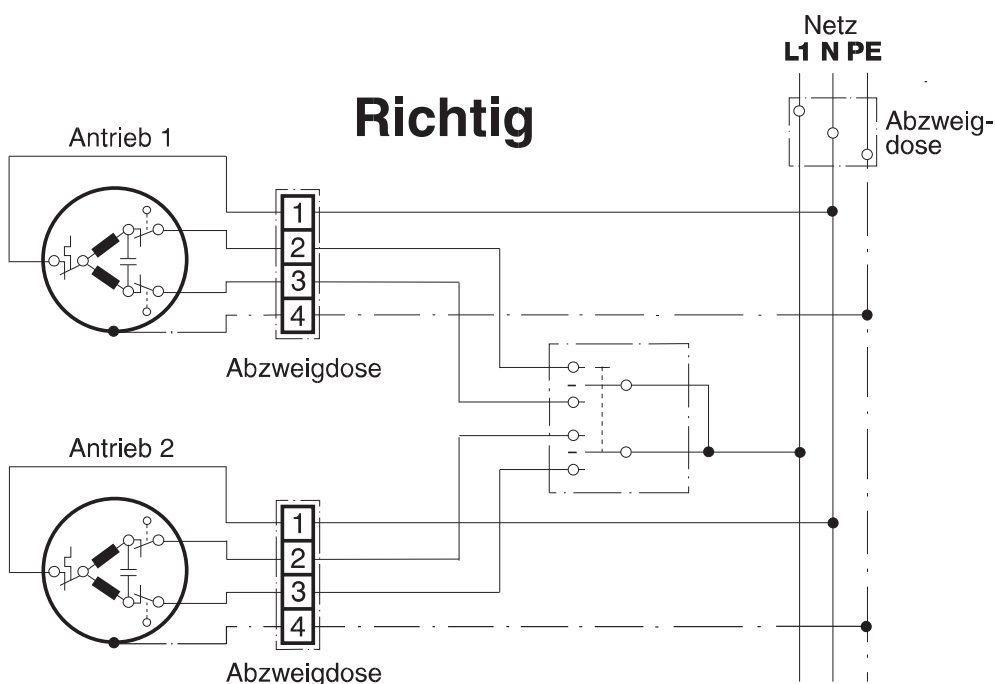 Netz
L1 N PE
Richtig
Abzweig-
dose
Antrieb 1
1
2
3
4
Abzweigdose
Antrieb 2
1
2
3
4
Abzweigdose